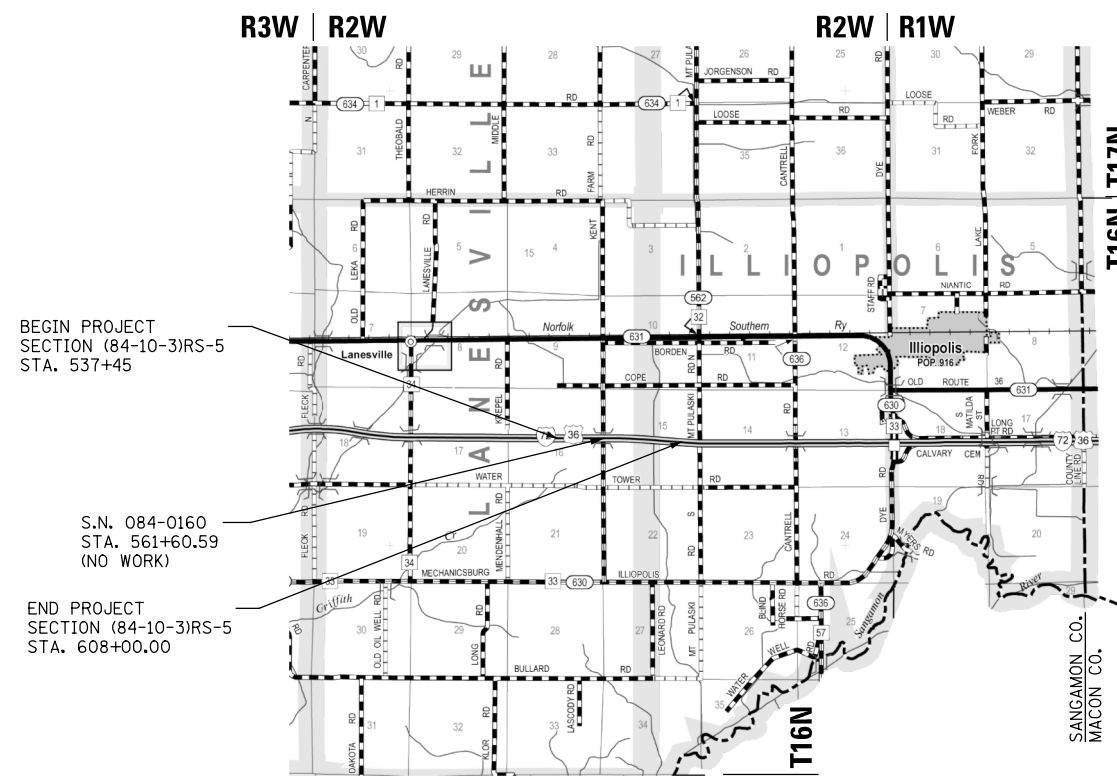 R3W R2W
R2W R1W
BEGIN PROJECT
SECTION (84-10-3)RS-5
STA. 537+45
S.N. 084-0160
STA. 561+60.59
(NO WORK)
END PROJECT
SECTION (84-10-3)RS-5
STA. 608+00.00
30 29 28 27 26 25 30 29
CARPENTER
N
THEOBALD RD
MIDDLE
JORGENSON RD
634 1 RD 634 1
LOOSE RD
LOOSE RD
WEBER RD
31 32 33 35 36 31 32
FARM RD
CANTRELL
DYE RD
FORK
T17N
T16N
HERRIN RD
LANESVILLE
ILLIOPOLIS
6 5 15 4 3 2 1 6 5
OLD LEKA RD
LANESVILLE RD
KENT
LAKE
STAFF RD
NIANTIC RD
562
32
7 8 9 10 11 12 7 8
Norfolk Southern Ry
631
Lanesville
BORDEN RD
636
Illiopolis
POP. 916
COPE RD
OLD ROUTE 36 631
34
FLECK RD
KREPEL RD
MT PULASKI RD N
630
33
S MATILDA ST
LONG PT RD
18 17 16 15 14 13 18 17
72 36
72 36
CALVARY CEM
COUNTY LINE RD
WATER TOWER RD
19 20 21 22 23 24 19 20
FLECK RD
Cr
MENDENHALL
MT PULASKI S RD
CANTRELL RD
DYE RD
MYERS RD
34
33 MECHANICSBURG 33 630 ILLIOPOLIS RD
Griffith
636
57
30 29 28 27 26 25 29
OLD OIL WELL RD
LONG RD
LEONARD RD
MT PULASKI
BLIND HORSE RD
Sangamon River
BULLARD RD
WATER WELL RD
31 32 33 34 35
DAKOTA RD
KLOR RD
LASCODY RD
T16N
SANGAMON CO.
MACON CO.